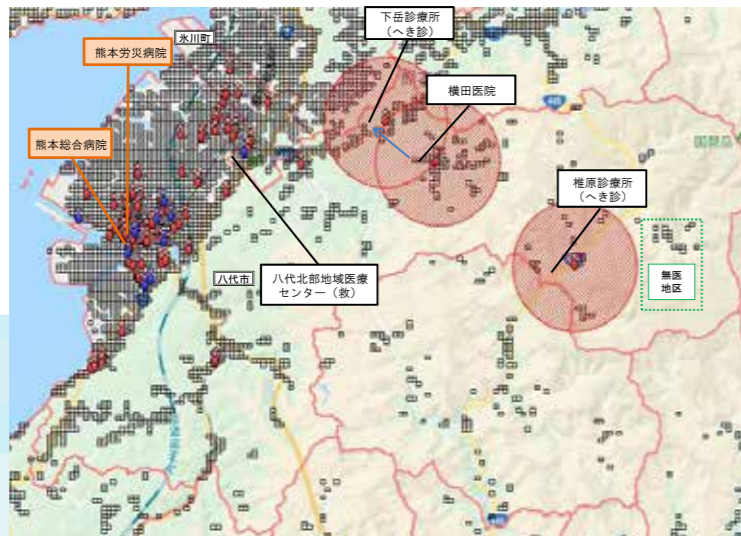 下岳診療所
（へき診）
氷川町
熊本労災病院
横田医院
熊本総合病院
椎原診療所
（へき診）
八代市
八代北部地域医療
センター（救）
無医
地区